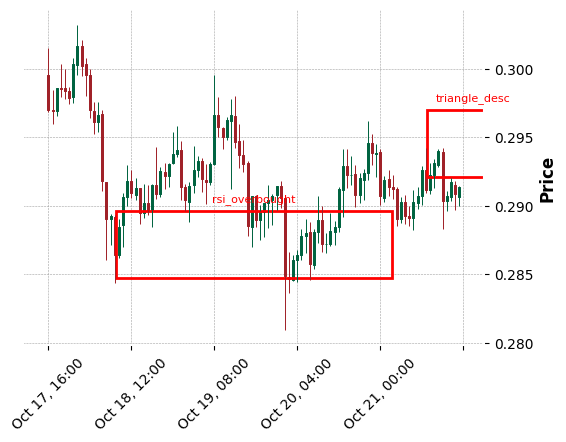 triangle_desc
rsi_overbought
0.300
0.295
0.290
0.285
0.280
Price
Oct 17, 16:00
Oct 18, 12:00
Oct 19, 08:00
Oct 20, 04:00
Oct 21, 00:00